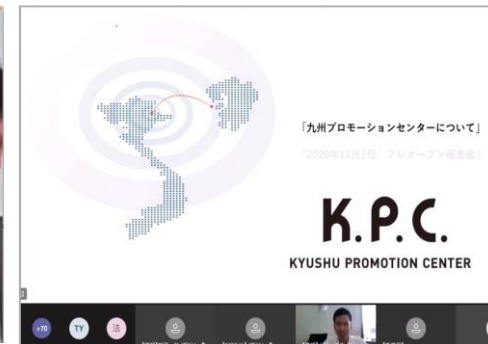 「九州プロモーションセンターについて」
「2020年11月2日 プレオープン報告会」
K.P.C.
KYUSHU PROMOTION CENTER
+70
TY
法